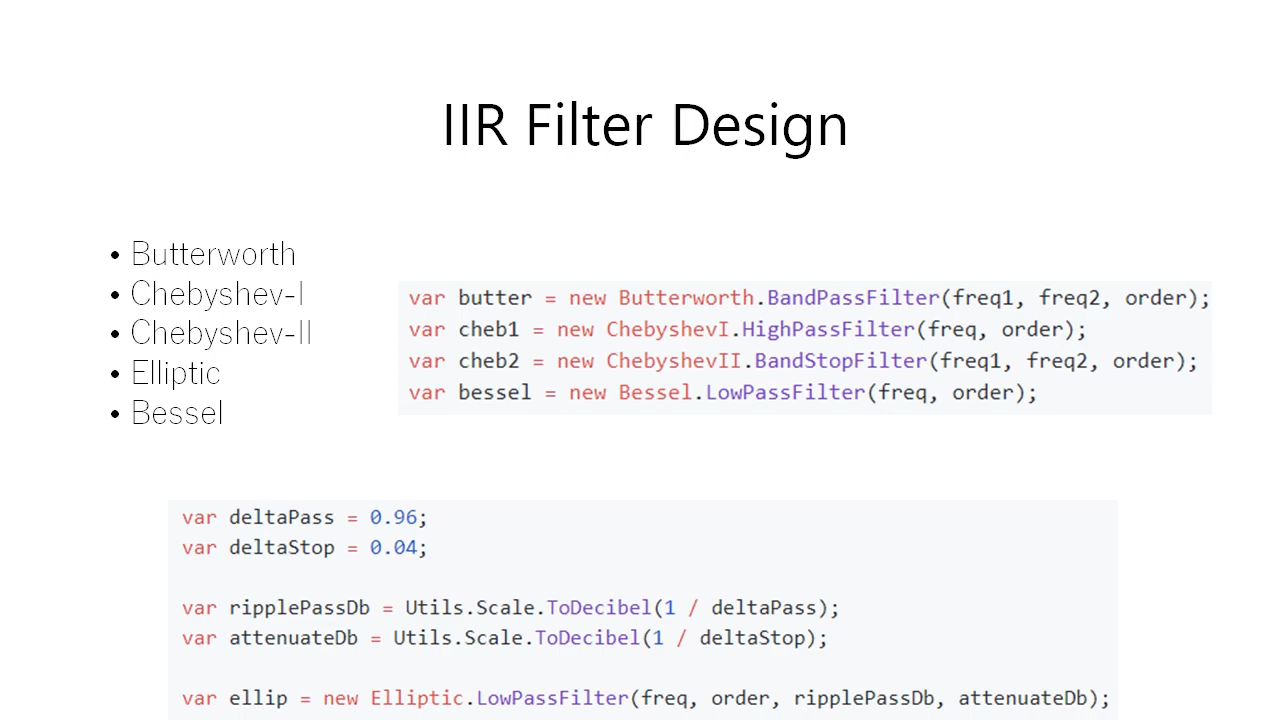 IIR Filter Design
• Butterworth
• Chebyshev-I
• Chebyshev-II
• Elliptic
• Bessel
var butter = new Butterworth.BandPassFilter(freq1, freq2, order);
var cheb1 = new ChebyshevI.HighPassFilter(freq, order);
var cheb2 = new ChebyshevII.BandStopFilter(freq1, freq2, order);
var bessel = new Bessel.LowPassFilter(freq, order);
var deltaPass = 0.96;
var deltaStop = 0.04;
var ripplePassDb = Utils.Scale.ToDecibel(1 / deltaPass);
var attenuateDb = Utils.Scale.ToDecibel(1 / deltaStop);
var ellip = new Elliptic.LowPassFilter(freq, order, ripplePassDb, attenuateDb);